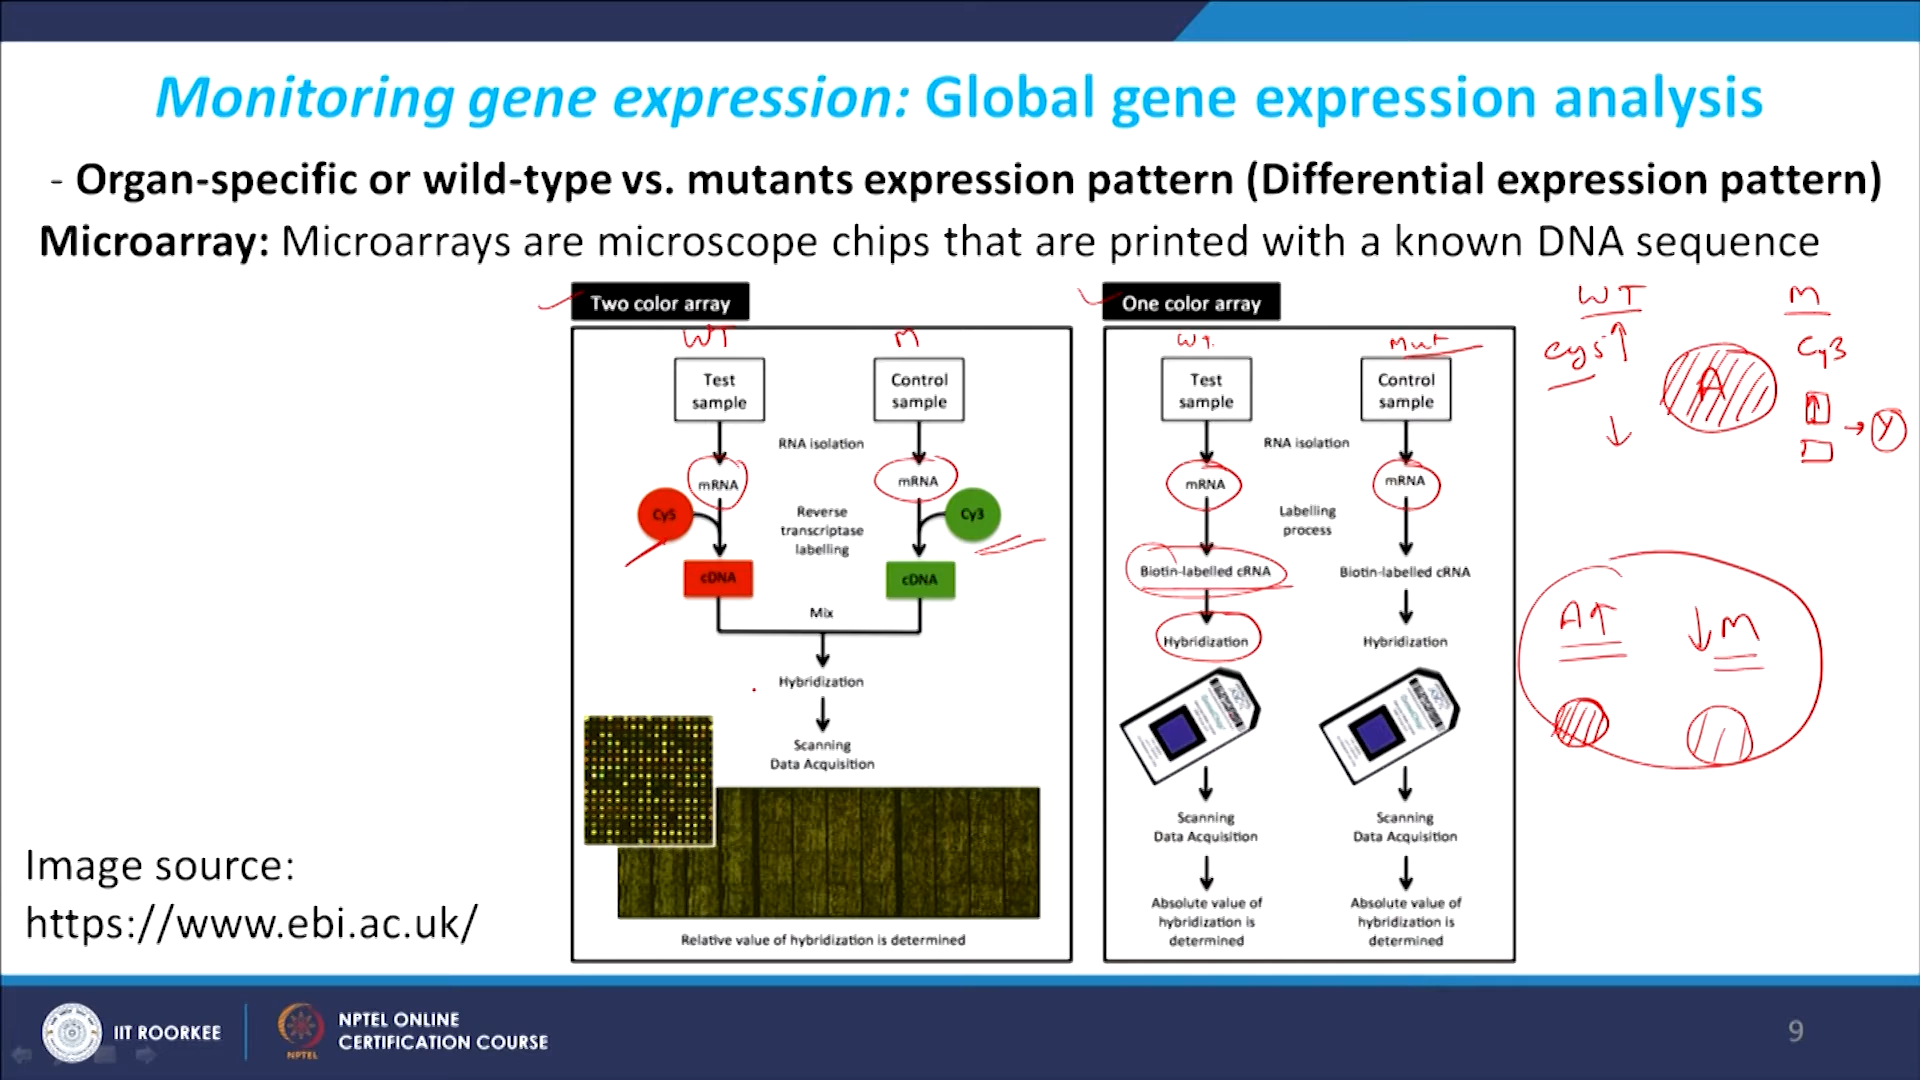 Monitoring gene expression: Global gene expression analysis
- Organ-specific or wild-type vs. mutants expression pattern (Differential expression pattern)
Microarray: Microarrays are microscope chips that are printed with a known DNA sequence
Two color array
WT
M
Test
sample
Control
sample
RNA isolation
mRNA
mRNA
Cy5
Reverse
transcriptase
labelling
Cy3
cDNA
cDNA
Mix
Hybridization
Scanning
Data Acquisition
Relative value of hybridization is determined
One color array
WT.
Mut
Test
sample
Control
sample
RNA isolation
mRNA
mRNA
Labelling
process
Biotin-labelled cRNA
Biotin-labelled cRNA
Hybridization
Hybridization
Scanning
Data Acquisition
Scanning
Data Acquisition
Absolute value of
hybridization is
determined
Absolute value of
hybridization is
determined
WT
M
Cy5↑
A
Cy3
↓
→ Y
A↑
↓M
Image source:
https://www.ebi.ac.uk/
IIT ROORKEE
NPTEL
NPTEL ONLINE
CERTIFICATION COURSE
9